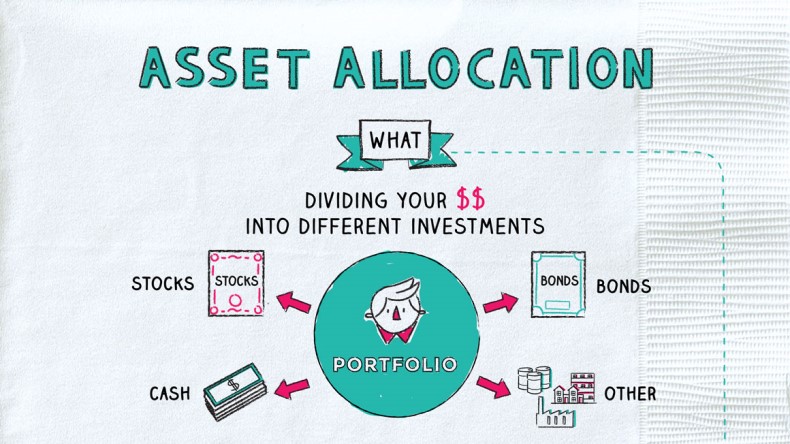 ASSET ALLOCATION
WHAT
DIVIDING YOUR $$
INTO DIFFERENT INVESTMENTS
STOCKS
STOCKS
BONDS
BONDS
PORTFOLIO
CASH
$
OTHER